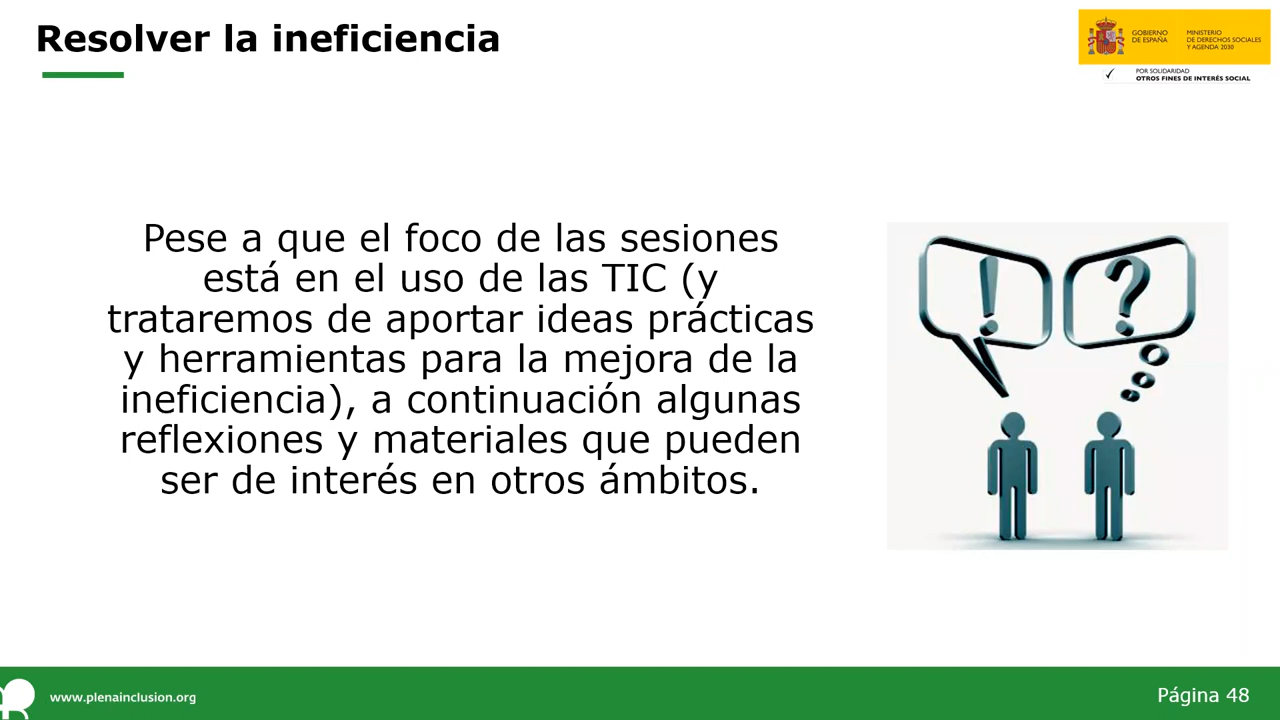 Resolver la ineficiencia
GOBIERNO
DE ESPAÑA
MINISTERIO
DE DERECHOS SOCIALES
Y AGENDA 2030
POR SOLIDARIDAD
OTROS FINES DE INTERÉS SOCIAL
Pese a que el foco de las sesiones
está en el uso de las TIC (y
trataremos de aportar ideas prácticas
y herramientas para la mejora de la
ineficiencia), a continuación algunas
reflexiones y materiales que pueden
ser de interés en otros ámbitos.
! ?
www.plenainclusion.org
Página 48